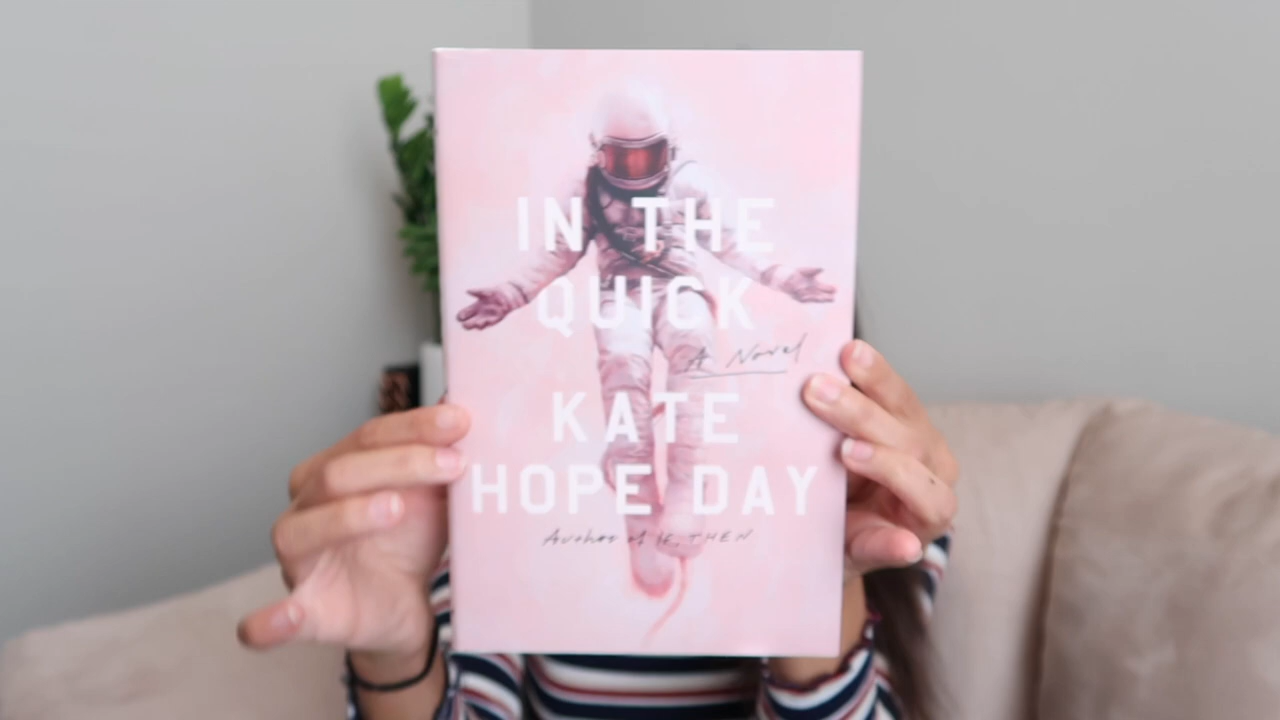 IN THE
QUICK
A Novel
KATE
HOPE DAY
Author of IF, THEN